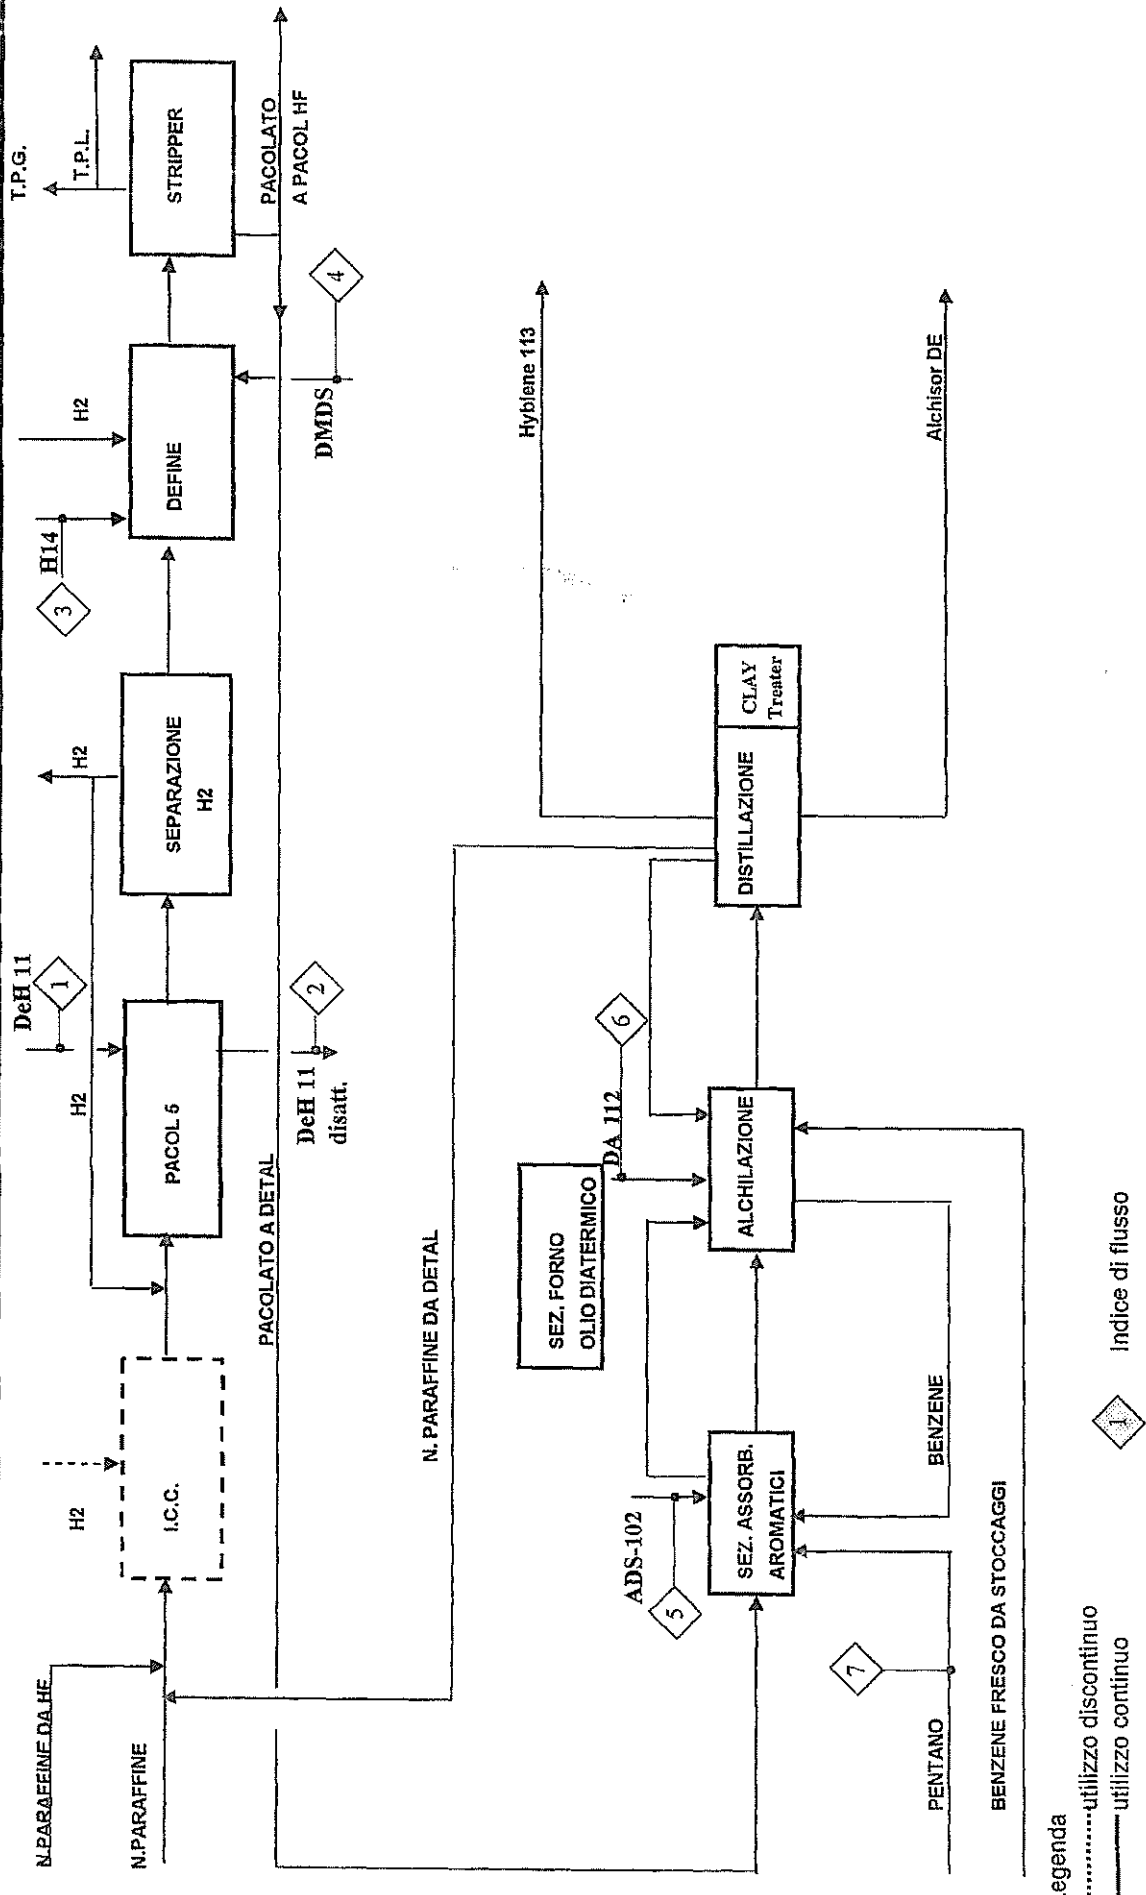 N.PARAFFINE DA HF
N.PARAFFINE
H2
I.C.C.
H2
DeH 11
1
PACOL 5
DeH 11
disatt.
2
H2
SEPARAZIONE
H2
3
H14
H2
DEFINE
DMDS
4
T.P.G.
T.P.L.
STRIPPER
PACOLATO
A PACOL HF
PACOLATO A DETAL
N. PARAFFINE DA DETAL
SEZ. FORNO
OLIO DIATERMICO
5
ADS-102
SEZ. ASSORB.
AROMATICI
DA 112
6
ALCHILAZIONE
DISTILLAZIONE
CLAY
Treater
Hyblene 113
Alchisor DE
7
PENTANO
BENZENE
BENZENE FRESCO DA STOCCAGGI
egenda
utilizzo discontinuo
utilizzo continuo
1
Indice di flusso